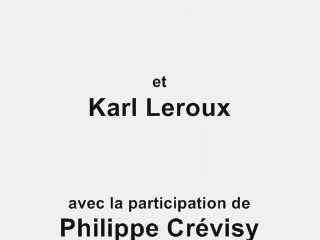 et
Karl Leroux
avec la participation de
Philippe Crévisy